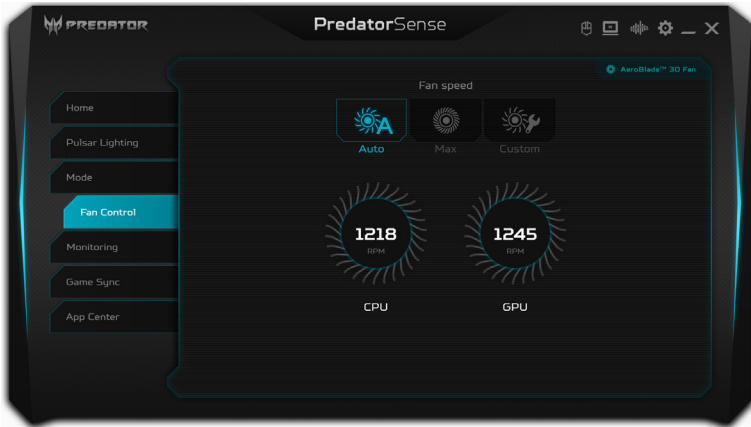 PREDATOR
PredatorSense
AeroBlade™ 3D Fan
Fan speed
Auto
Max
Custom
Home
Pulsar Lighting
Mode
Fan Control
Monitoring
Game Sync
App Center
1218
RPM
CPU
1245
RPM
GPU